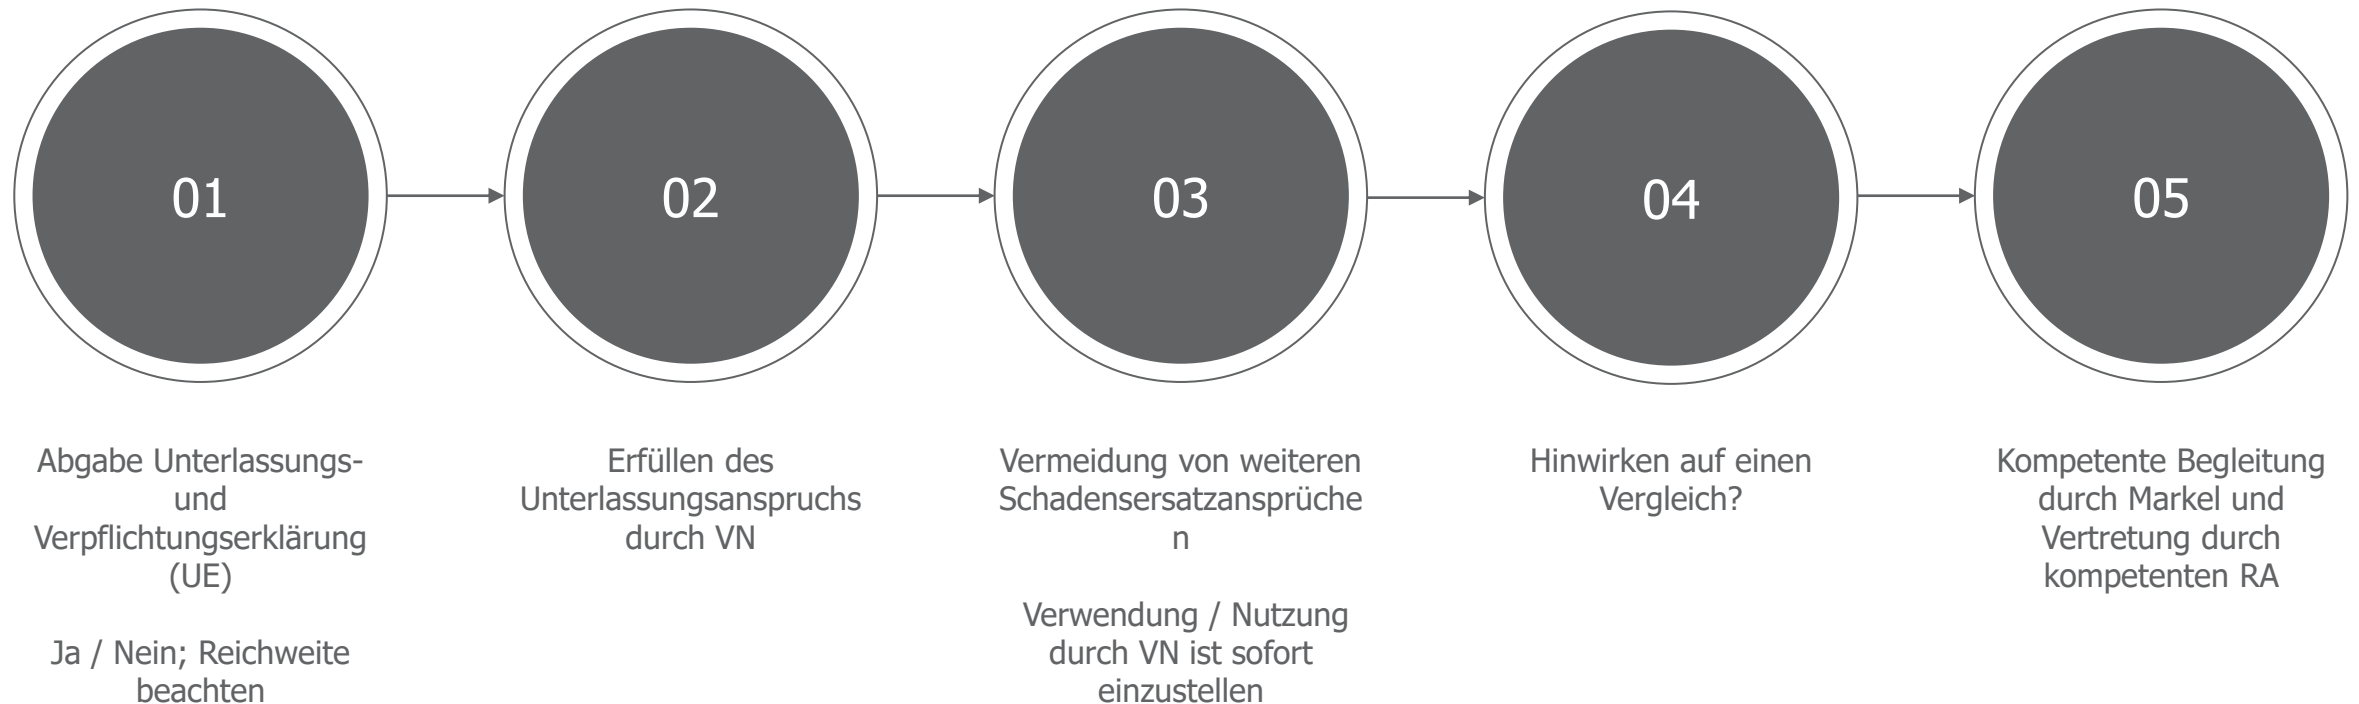 01
02
03
04
05
Abgabe Unterlassungs-
und
Verpflichtungserklärung
(UE)
Ja / Nein; Reichweite
beachten
Erfüllen des
Unterlassungsanspruchs
durch VN
Vermeidung von weiteren
Schadensersatzansprüche
n
Verwendung / Nutzung
durch VN ist sofort
einzustellen
Hinwirken auf einen
Vergleich?
Kompetente Begleitung
durch Markel und
Vertretung durch
kompetenten RA